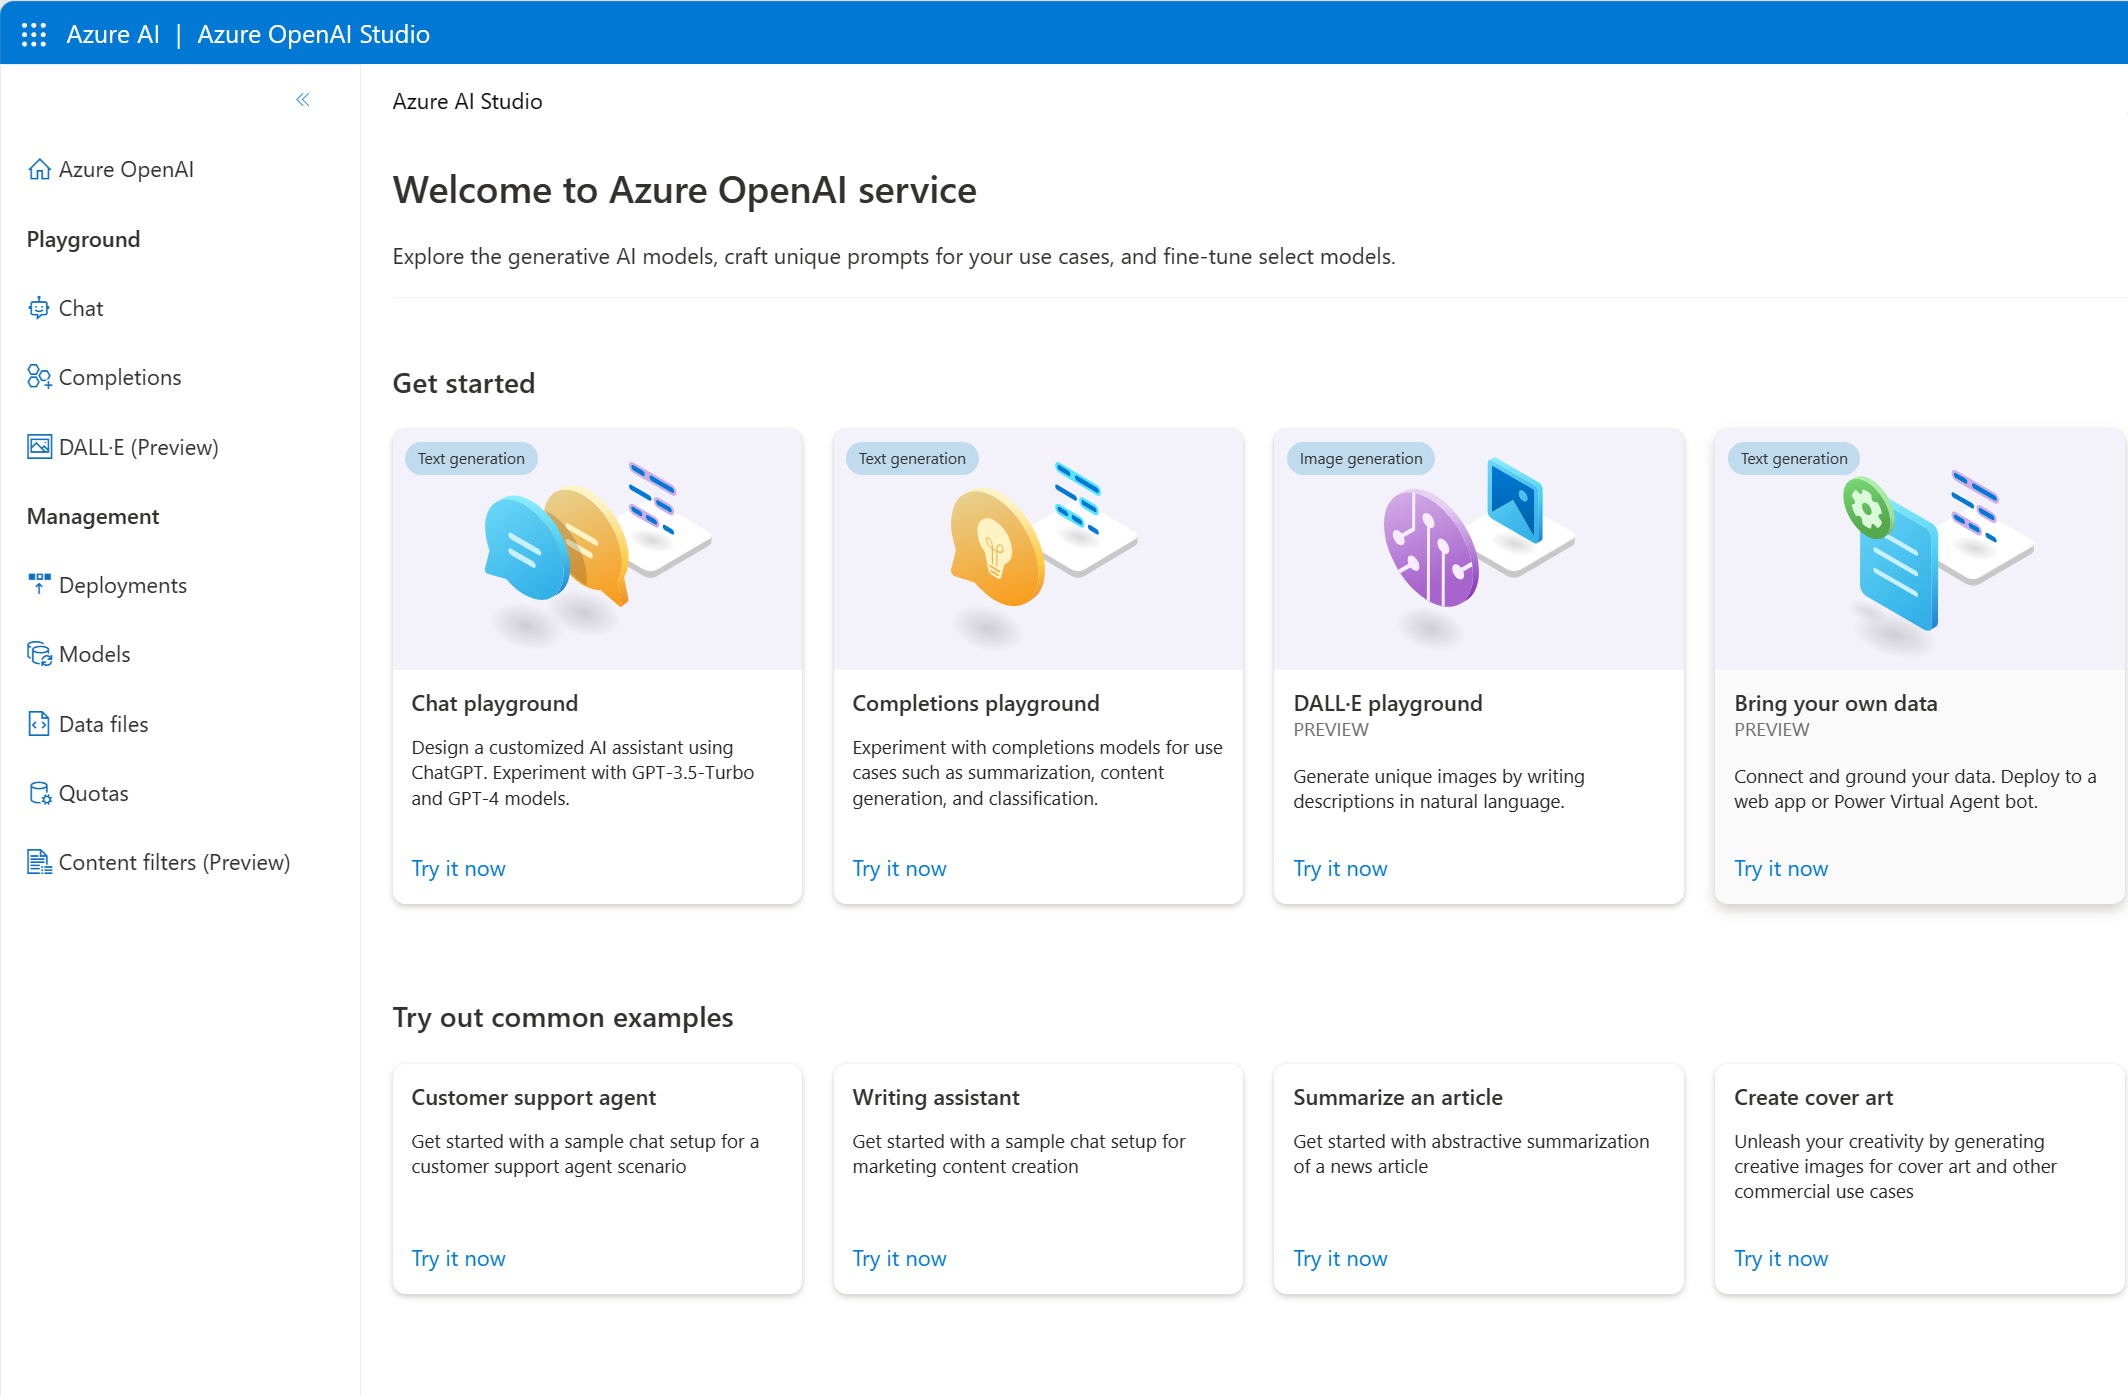 Azure AI | Azure OpenAI Studio
Azure OpenAI
Playground
Chat
Completions
DALL·E (Preview)
Management
Deployments
Models
Data files
Quotas
Content filters (Preview)
Azure AI Studio
Welcome to Azure OpenAI service
Explore the generative AI models, craft unique prompts for your use cases, and fine-tune select models.
Get started
Text generation
Chat playground
Design a customized AI assistant using
ChatGPT. Experiment with GPT-3.5-Turbo
and GPT-4 models.
Try it now
Text generation
Completions playground
Experiment with completions models for use
cases such as summarization, content
generation, and classification.
Try it now
Image generation
DALL·E playground
PREVIEW
Generate unique images by writing
descriptions in natural language.
Try it now
Text generation
Bring your own data
PREVIEW
Connect and ground your data. Deploy to a
web app or Power Virtual Agent bot.
Try it now
Try out common examples
Customer support agent
Get started with a sample chat setup for a
customer support agent scenario
Try it now
Writing assistant
Get started with a sample chat setup for
marketing content creation
Try it now
Summarize an article
Get started with abstractive summarization
of a news article
Try it now
Create cover art
Unleash your creativity by generating
creative images for cover art and other
commercial use cases
Try it now